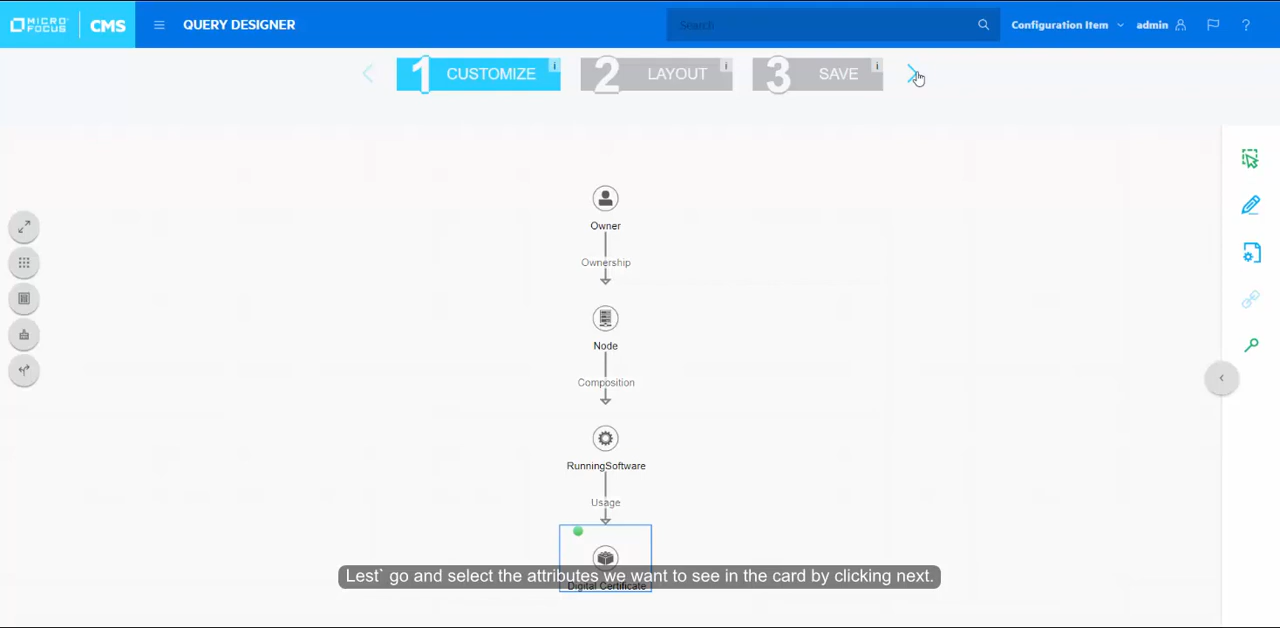 MICRO
FOCUS
CMS
QUERY DESIGNER
Search
Configuration Item
admin
?
1 CUSTOMIZE i
2 LAYOUT i
3 SAVE i
Owner
Ownership
Node
Composition
RunningSoftware
Usage
Digital Certificate
Lest` go and select the attributes we want to see in the card by clicking next.